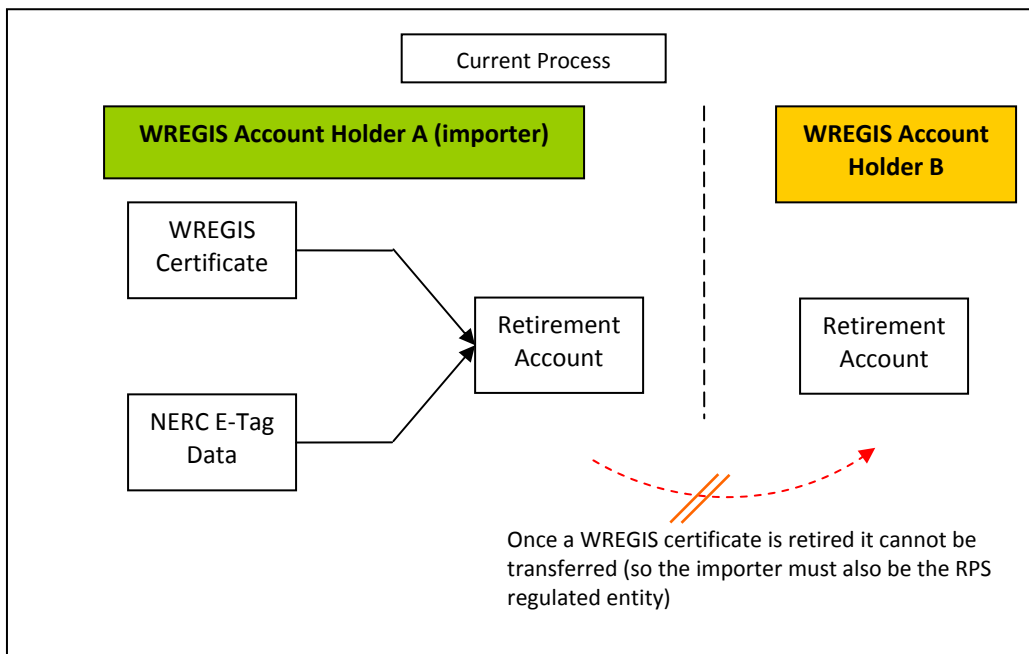 Current Process
WREGIS Account Holder A (importer)
WREGIS Account
Holder B
WREGIS
Certificate
Retirement
Account
Retirement
Account
NERC E-Tag
Data
Once a WREGIS certificate is retired it cannot be
transferred (so the importer must also be the RPS
regulated entity)